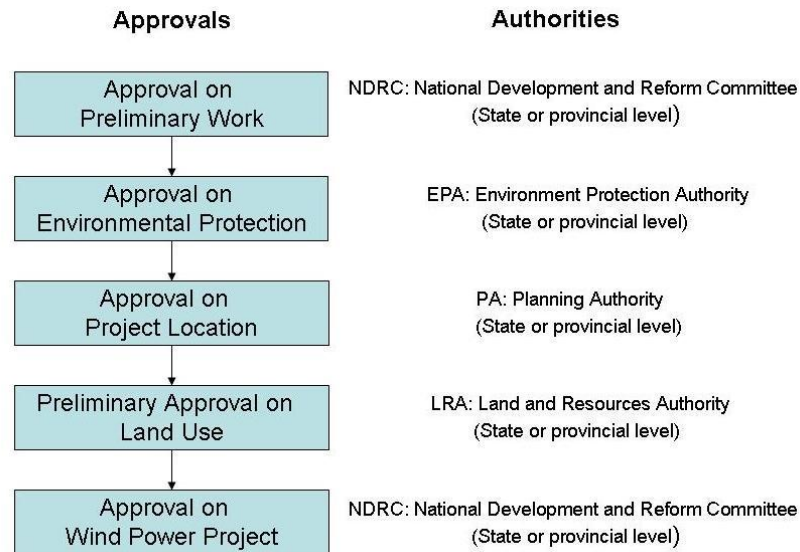 Approvals
Authorities
Approval on
Preliminary Work
NDRC: National Development and Reform Committee
(State or provincial level)
Approval on
Environmental Protection
EPA: Environment Protection Authority
(State or provincial level)
Approval on
Project Location
PA: Planning Authority
(State or provincial level)
Preliminary Approval on
Land Use
LRA: Land and Resources Authority
(State or provincial level)
Approval on
Wind Power Project
NDRC: National Development and Reform Committee
(State or provincial level)